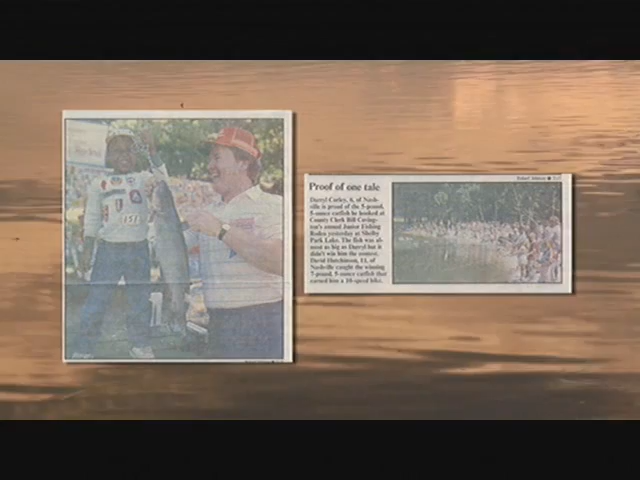 Proof of one tale
Darryl Corley, 6, of Nash-
ville is proud of the 5-pound,
5-ounce catfish he hooked at
County Clerk Bill Coving-
ton's annual Junior Fishing
Rodeo yesterday at Shelby
Park Lake. The fish was al-
most as big as Darryl but it
didn't win him the contest.
David Hutchinson, 13, of
Nashville caught the winning
7-pound, 5-ounce catfish that
earned him a 10-speed bike.
151